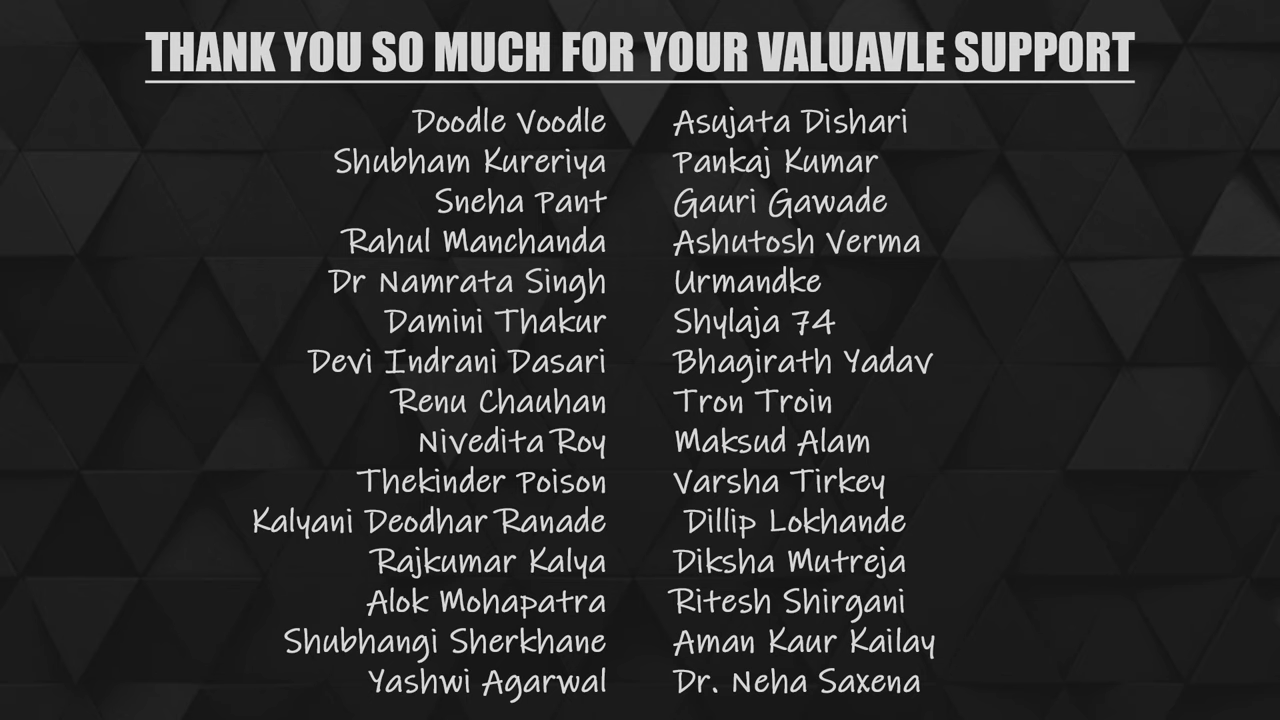 THANK YOU SO MUCH FOR YOUR VALUAVLE SUPPORT
Doodle Voodle
Shubham Kureriya
Sneha Pant
Rahul Manchanda
Dr Namrata Singh
Damini Thakur
Devi Indrani Dasari
Renu Chauhan
Nivedita Roy
Thekinder Poison
Kalyani Deodhar Ranade
Rajkumar Kalya
Alok Mohapatra
Shubhangi Sherkhane
Yashwi Agarwal
Asujata Dishari
Pankaj Kumar
Gauri Gawade
Ashutosh Verma
Urmandke
Shylaja 74
Bhagirath Yadav
Tron Troin
Maksud Alam
Varsha Tirkey
Dillip Lokhande
Diksha Mutreja
Ritesh Shirgani
Aman Kaur Kailay
Dr. Neha Saxena